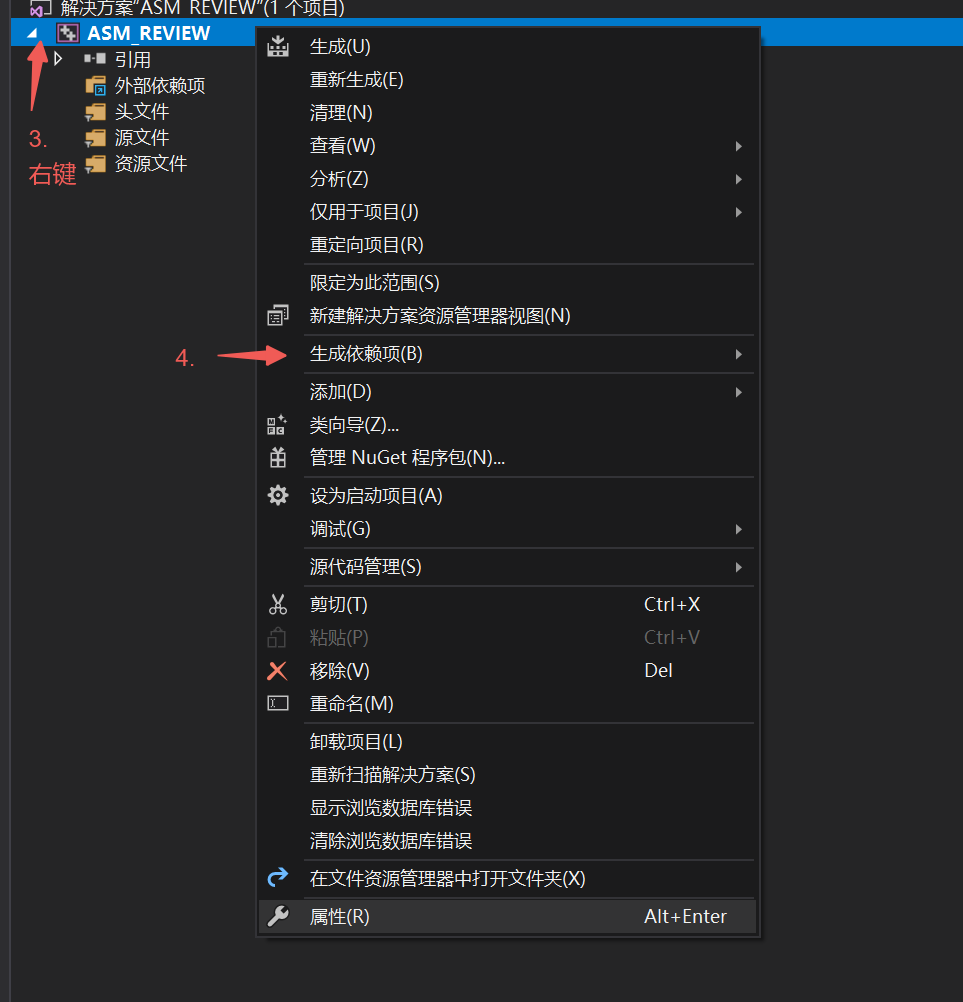 解决方案"ASM_REVIEW"(1 个项目)
ASM_REVIEW
引用
外部依赖项
头文件
源文件
资源文件
3.
右键
4.
生成(U)
重新生成(E)
清理(N)
查看(W)
分析(Z)
仅用于项目(J)
重定向项目(R)
限定为此范围(S)
新建解决方案资源管理器视图(N)
生成依赖项(B)
添加(D)
类向导(Z)...
管理 NuGet 程序包(N)...
设为启动项目(A)
调试(G)
源代码管理(S)
剪切(T) Ctrl+X
粘贴(P) Ctrl+V
移除(V) Del
重命名(M)
卸载项目(L)
重新扫描解决方案(S)
显示浏览数据库错误
清除浏览数据库错误
在文件资源管理器中打开文件夹(X)
属性(R) Alt+Enter